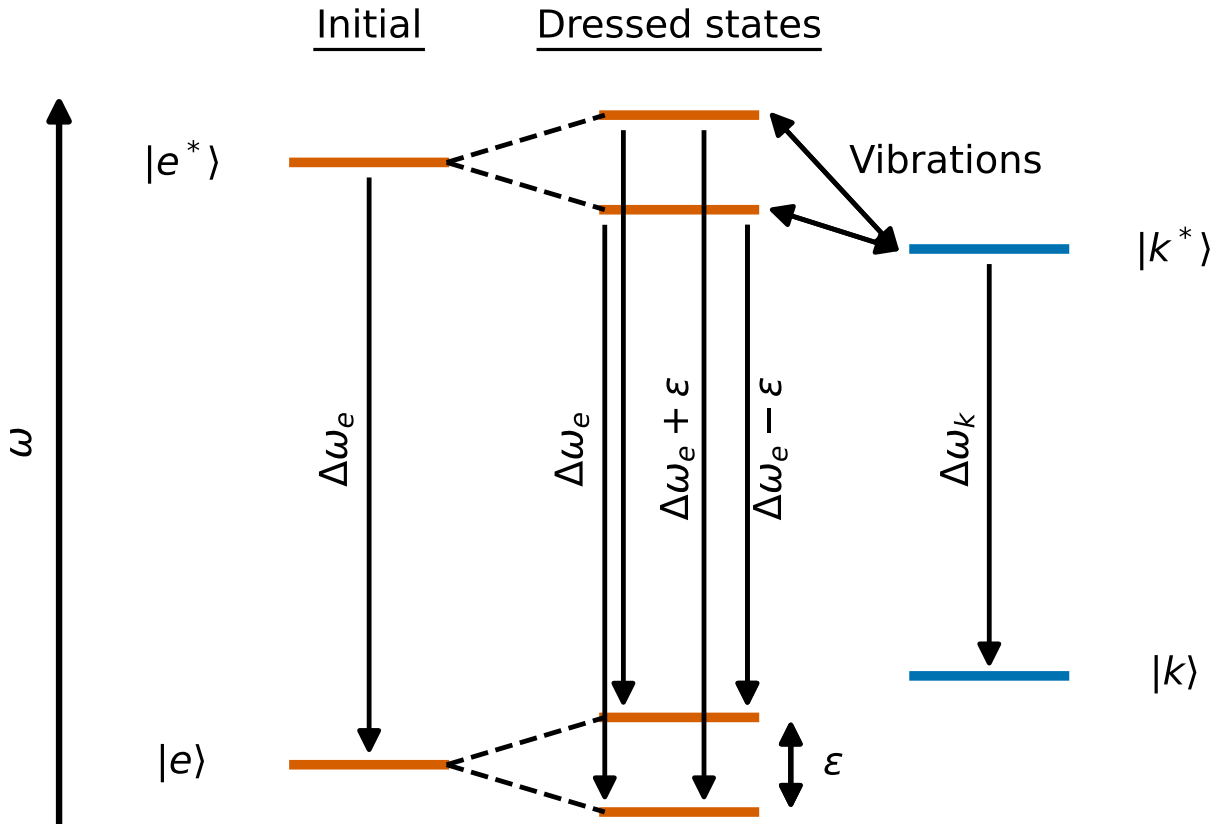 Initial
Dressed states
|e*⟩
Vibrations
|k*⟩
ω
Δωₑ
Δωₑ
Δωₑ + ε
Δωₑ − ε
Δωₖ
|k⟩
|e⟩
ε